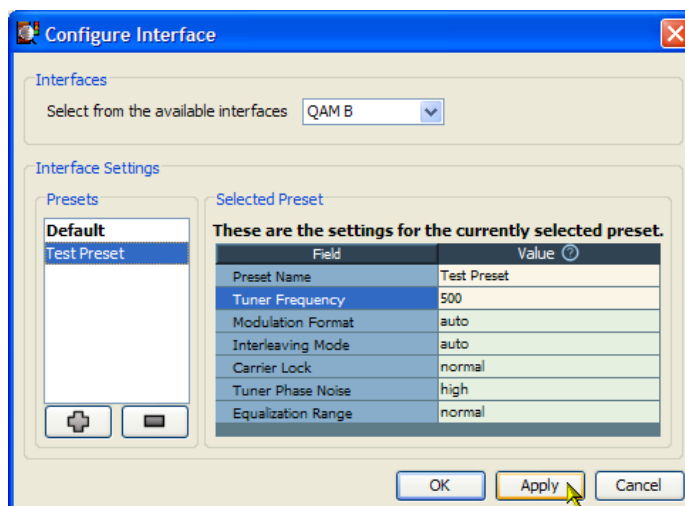 Configure Interface
Interfaces
Select from the available interfaces QAM B
Interface Settings
Presets
Default
Test Preset
Selected Preset
These are the settings for the currently selected preset.
Field Value ?
Preset Name Test Preset
Tuner Frequency 500
Modulation Format auto
Interleaving Mode auto
Carrier Lock normal
Tuner Phase Noise high
Equalization Range normal
OK Apply Cancel